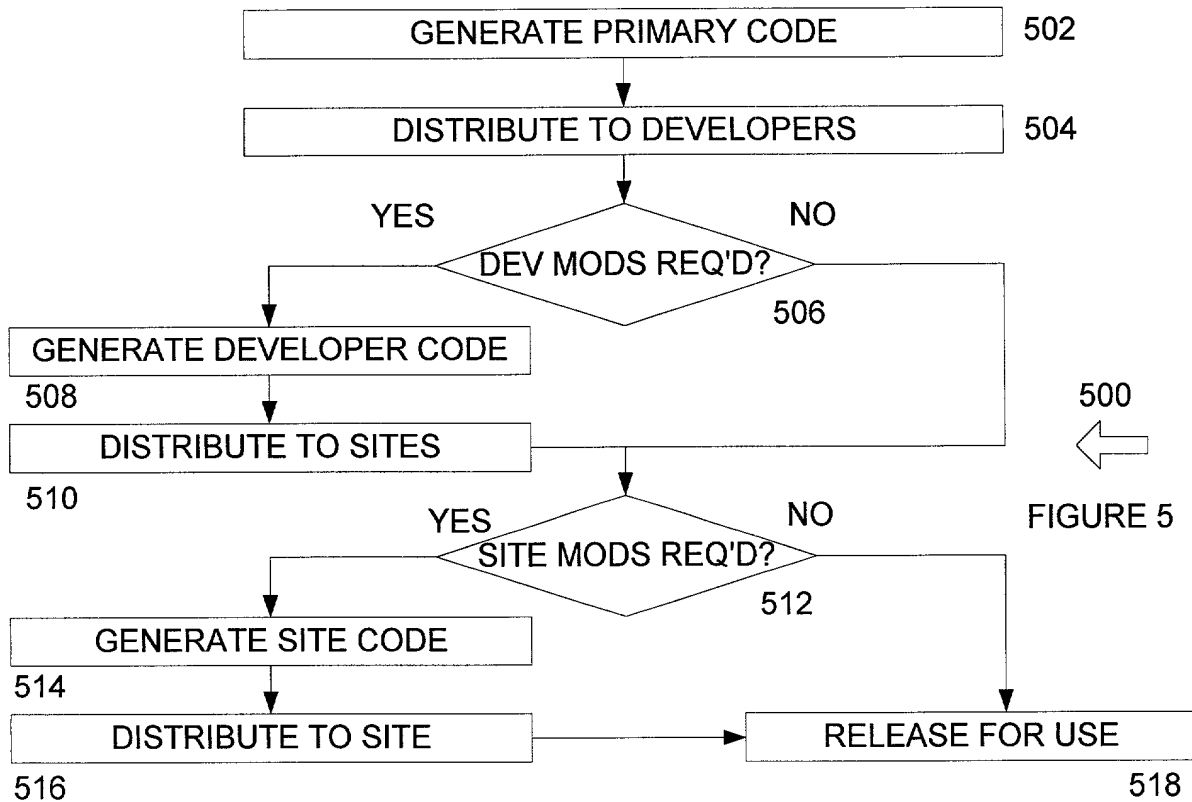 GENERATE PRIMARY CODE 502
DISTRIBUTE TO DEVELOPERS 504
YES NO
DEV MODS REQ'D?
506
GENERATE DEVELOPER CODE
508
500
DISTRIBUTE TO SITES
510
FIGURE 5
YES NO
SITE MODS REQ'D?
512
GENERATE SITE CODE
514
DISTRIBUTE TO SITE
516
RELEASE FOR USE
518